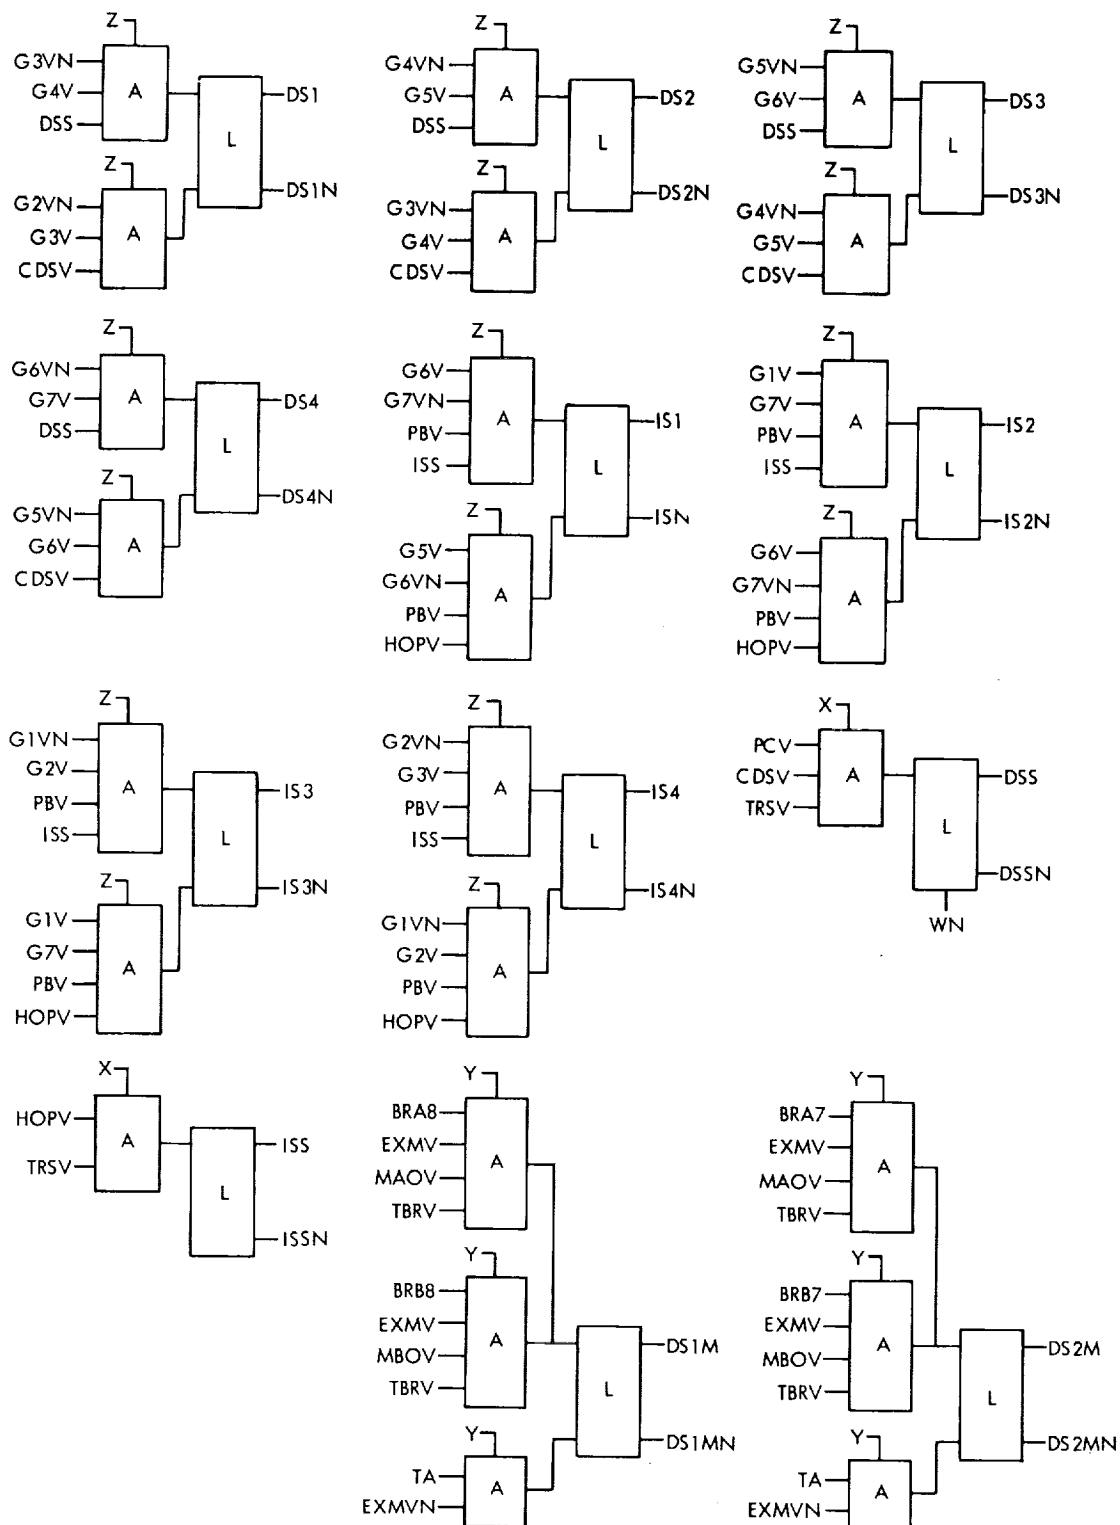 Z
G3VN
G4V
DSS
A
L
DS1
DS1N
Z
G2VN
G3V
CDSV
A
Z
G4VN
G5V
DSS
A
L
DS2
DS2N
Z
G3VN
G4V
CDSV
A
Z
G5VN
G6V
DSS
A
L
DS3
DS3N
Z
G4VN
G5V
CDSV
A
Z
G6VN
G7V
DSS
A
L
DS4
DS4N
Z
G5VN
G6V
CDSV
A
Z
G6V
G7VN
PBV
ISS
A
L
IS1
ISN
Z
G5V
G6VN
PBV
HOPV
A
Z
G1V
G7V
PBV
ISS
A
L
IS2
IS2N
Z
G6V
G7VN
PBV
HOPV
A
Z
G1VN
G2V
PBV
ISS
A
L
IS3
IS3N
Z
G1V
G7V
PBV
HOPV
A
Z
G2VN
G3V
PBV
ISS
A
L
IS4
IS4N
Z
G1VN
G2V
PBV
HOPV
A
X
PCV
CDSV
TRSV
A
L
DSS
DSSN
WN
X
HOPV
TRSV
A
L
ISS
ISSN
Y
BRA8
EXMV
MAOV
TBRV
A
Y
BRB8
EXMV
MBOV
TBRV
A
L
DS1M
DS1MN
Y
TA
EXMVN
A
Y
BRA7
EXMV
MAOV
TBRV
A
Y
BRB7
EXMV
MBOV
TBRV
A
L
DS2M
DS2MN
Y
TA
EXMVN
A